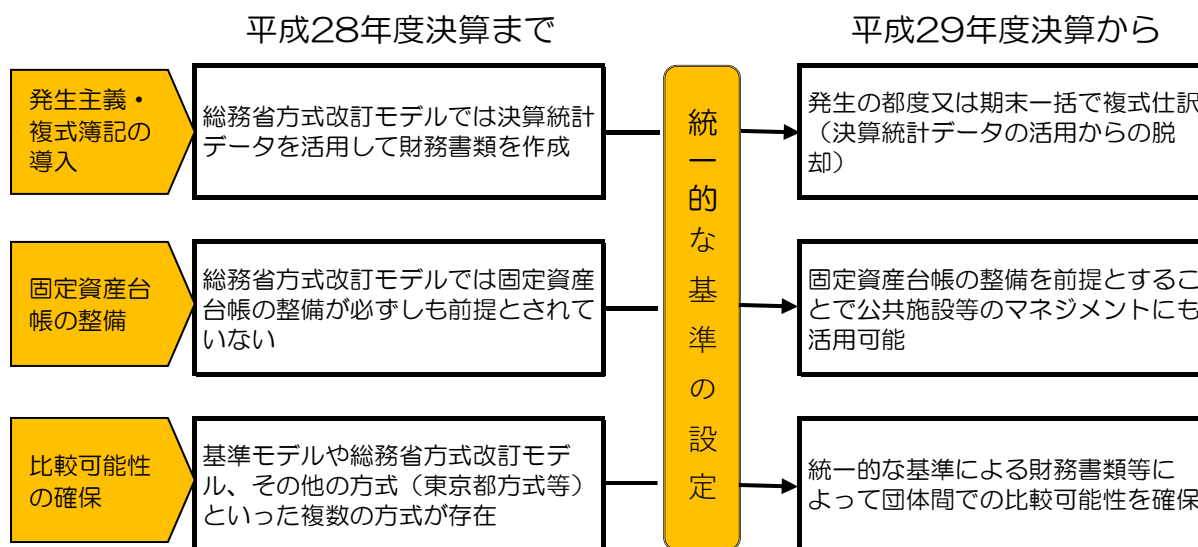 平成28年度決算まで
平成29年度決算から
発生主義・
複式簿記の
導入
総務省方式改訂モデルでは決算統計
データを活用して財務書類を作成
統一的な基準の設定
発生の都度又は期末一括で複式仕訳
（決算統計データの活用からの脱
却）
固定資産台
帳の整備
総務省方式改訂モデルでは固定資産
台帳の整備が必ずしも前提とされて
いない
固定資産台帳の整備を前提とするこ
とで公共施設等のマネジメントにも
活用可能
比較可能性
の確保
基準モデルや総務省方式改訂モデ
ル、その他の方式（東京都方式等）
といった複数の方式が存在
統一的な基準による財務書類等に
よって団体間での比較可能性を確保